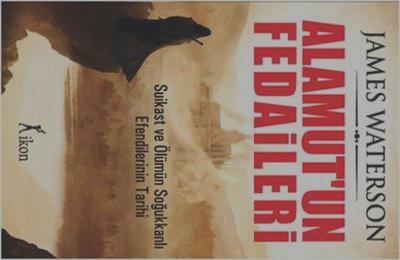 JAMES WATERSON
ALAMUT'UN
FEDAİLERİ
Suikast ve Ölümün Soğukkanlı
Efendilerinin Tarihi
ikon